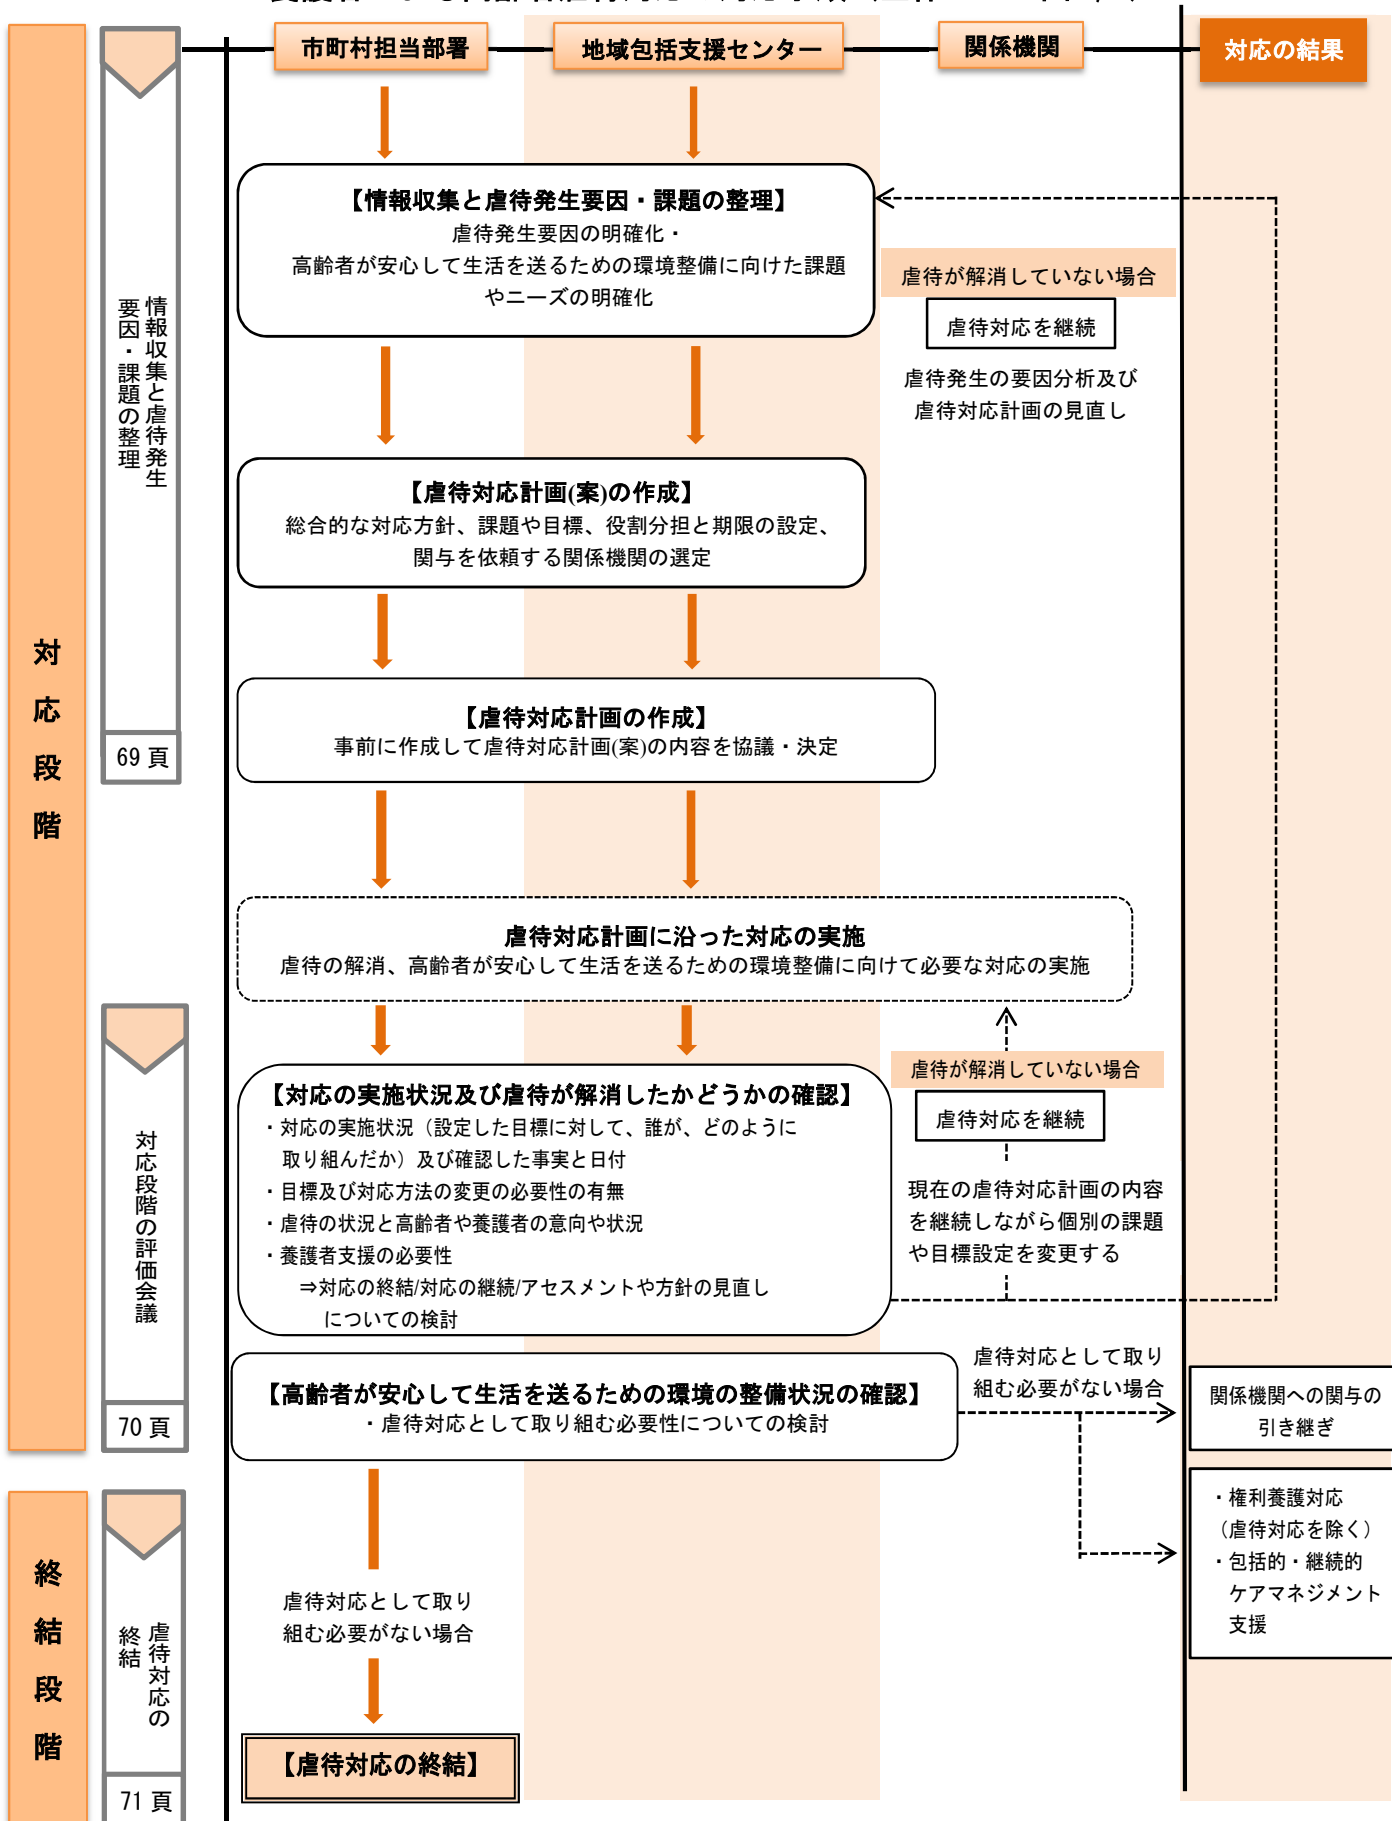 市町村担当部署
地域包括支援センター
関係機関
対応の結果
対応段階
情報収集と虐待発生
要因・課題の整理
69 頁
【情報収集と虐待発生要因・課題の整理】
虐待発生要因の明確化・
高齢者が安心して生活を送るための環境整備に向けた課題
やニーズの明確化
虐待が解消していない場合
虐待対応を継続
虐待発生の要因分析及び
虐待対応計画の見直し
【虐待対応計画(案)の作成】
総合的な対応方針、課題や目標、役割分担と期限の設定、
関与を依頼する関係機関の選定
【虐待対応計画の作成】
事前に作成して虐待対応計画(案)の内容を協議・決定
虐待対応計画に沿った対応の実施
虐待の解消、高齢者が安心して生活を送るための環境整備に向けて必要な対応の実施
対応段階の評価会議
70 頁
【対応の実施状況及び虐待が解消したかどうかの確認】
・対応の実施状況（設定した目標に対して、誰が、どのように
取り組んだか）及び確認した事実と日付
・目標及び対応方法の変更の必要性の有無
・虐待の状況と高齢者や養護者の意向や状況
・養護者支援の必要性
⇒対応の終結/対応の継続/アセスメントや方針の見直し
についての検討
虐待が解消していない場合
虐待対応を継続
現在の虐待対応計画の内容
を継続しながら個別の課題
や目標設定を変更する
【高齢者が安心して生活を送るための環境の整備状況の確認】
・虐待対応として取り組む必要性についての検討
虐待対応として取り
組む必要がない場合
関係機関への関与の
引き継ぎ
・権利養護対応
（虐待対応を除く）
・包括的・継続的
ケアマネジメント
支援
終結段階
虐待対応の
終結
71 頁
虐待対応として取り
組む必要がない場合
【虐待対応の終結】